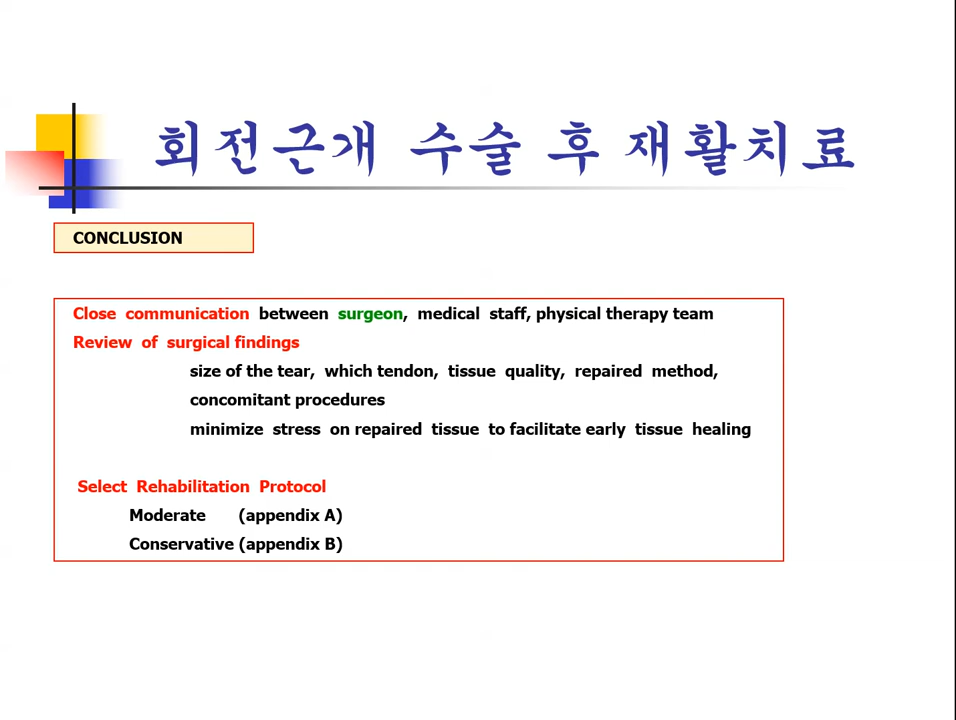 회전근개 수술 후 재활치료
CONCLUSION
Close communication between surgeon, medical staff, physical therapy team
Review of surgical findings
size of the tear, which tendon, tissue quality, repaired method,
concomitant procedures
minimize stress on repaired tissue to facilitate early tissue healing
Select Rehabilitation Protocol
Moderate (appendix A)
Conservative (appendix B)